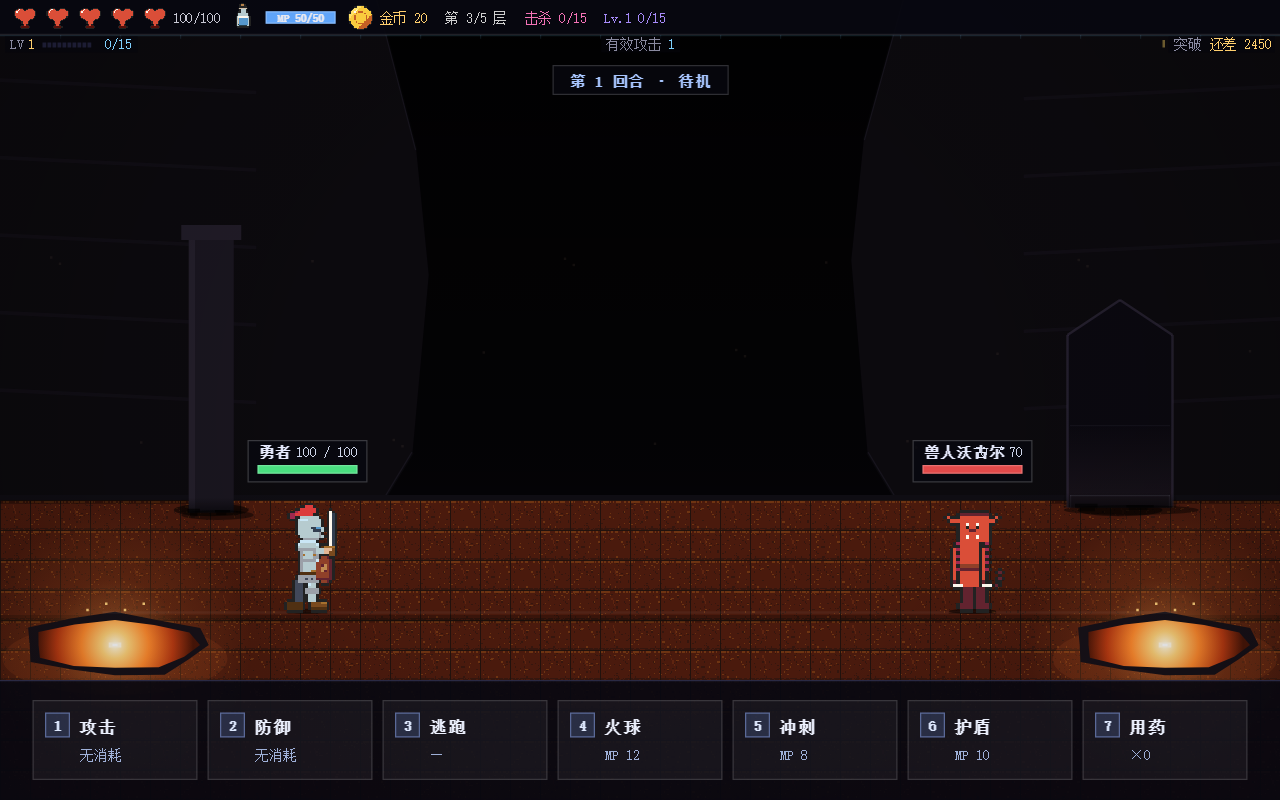 100/100 MP 50/50 金币 20 第 3/5 层 击杀 0/15 Lv.1 0/15
LV 1 0/15 有效攻击 1 突破 还差 2450
第 1 回合 · 待机
勇者 100 / 100
兽人沃古尔 70
1 攻击 2 防御 3 逃跑 4 火球 5 冲刺 6 护盾 7 用药
无消耗 无消耗 — MP 12 MP 8 MP 10 ×0